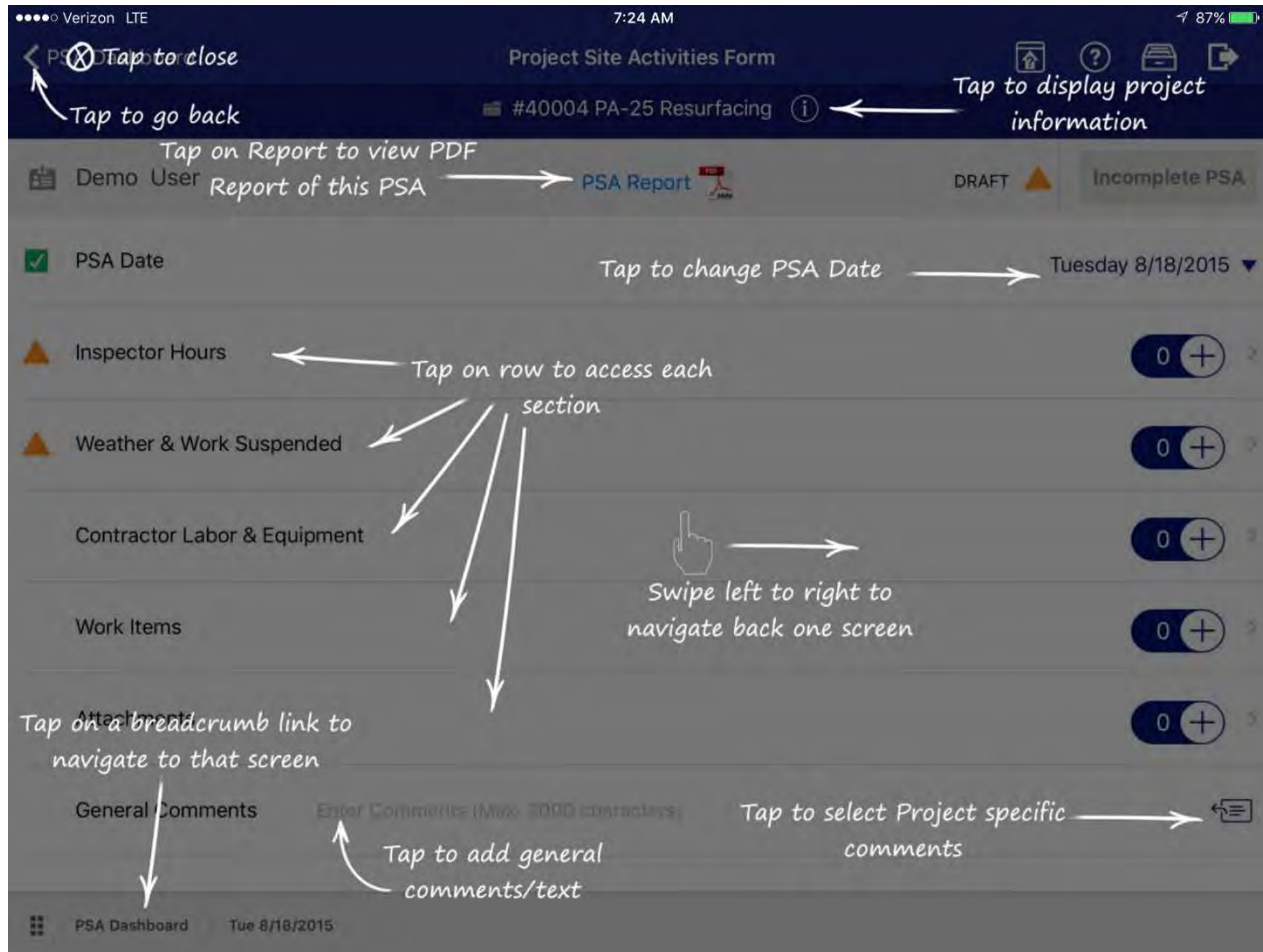 Verizon LTE
7:24 AM
87%
PSA Dashboard
Tap to close
Project Site Activities Form
Tap to go back
#40004 PA-25 Resurfacing
Tap to display project
information
Tap on Report to view PDF
Report of this PSA
Demo User
PSA Report
DRAFT
Incomplete PSA
PSA Date
Tap to change PSA Date
Tuesday 8/18/2015
Inspector Hours
0
Tap on row to access each
section
Weather & Work Suspended
0
Contractor Labor & Equipment
0
Swipe left to right to
navigate back one screen
Work Items
0
Attachments
0
Tap on a breadcrumb link to
navigate to that screen
General Comments
Enter Comments (Max. 2000 characters)
Tap to select Project specific
comments
Tap to add general
comments/text
PSA Dashboard
Tue 8/18/2015